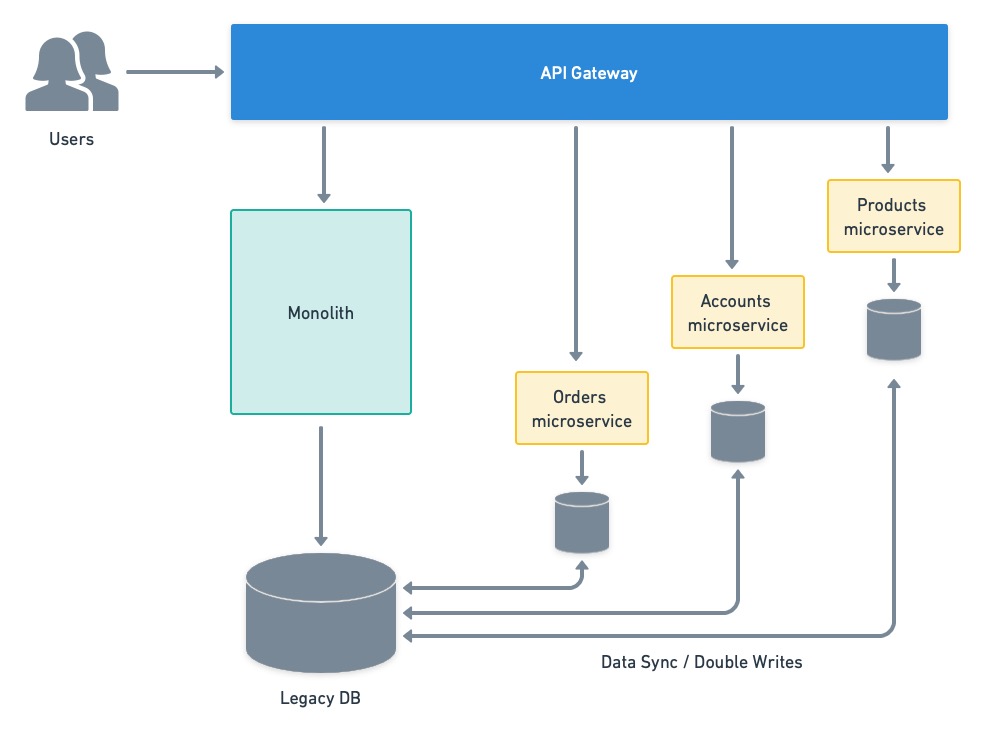 API Gateway
Users
Products
microservice
Accounts
microservice
Monolith
Orders
microservice
Data Sync / Double Writes
Legacy DB